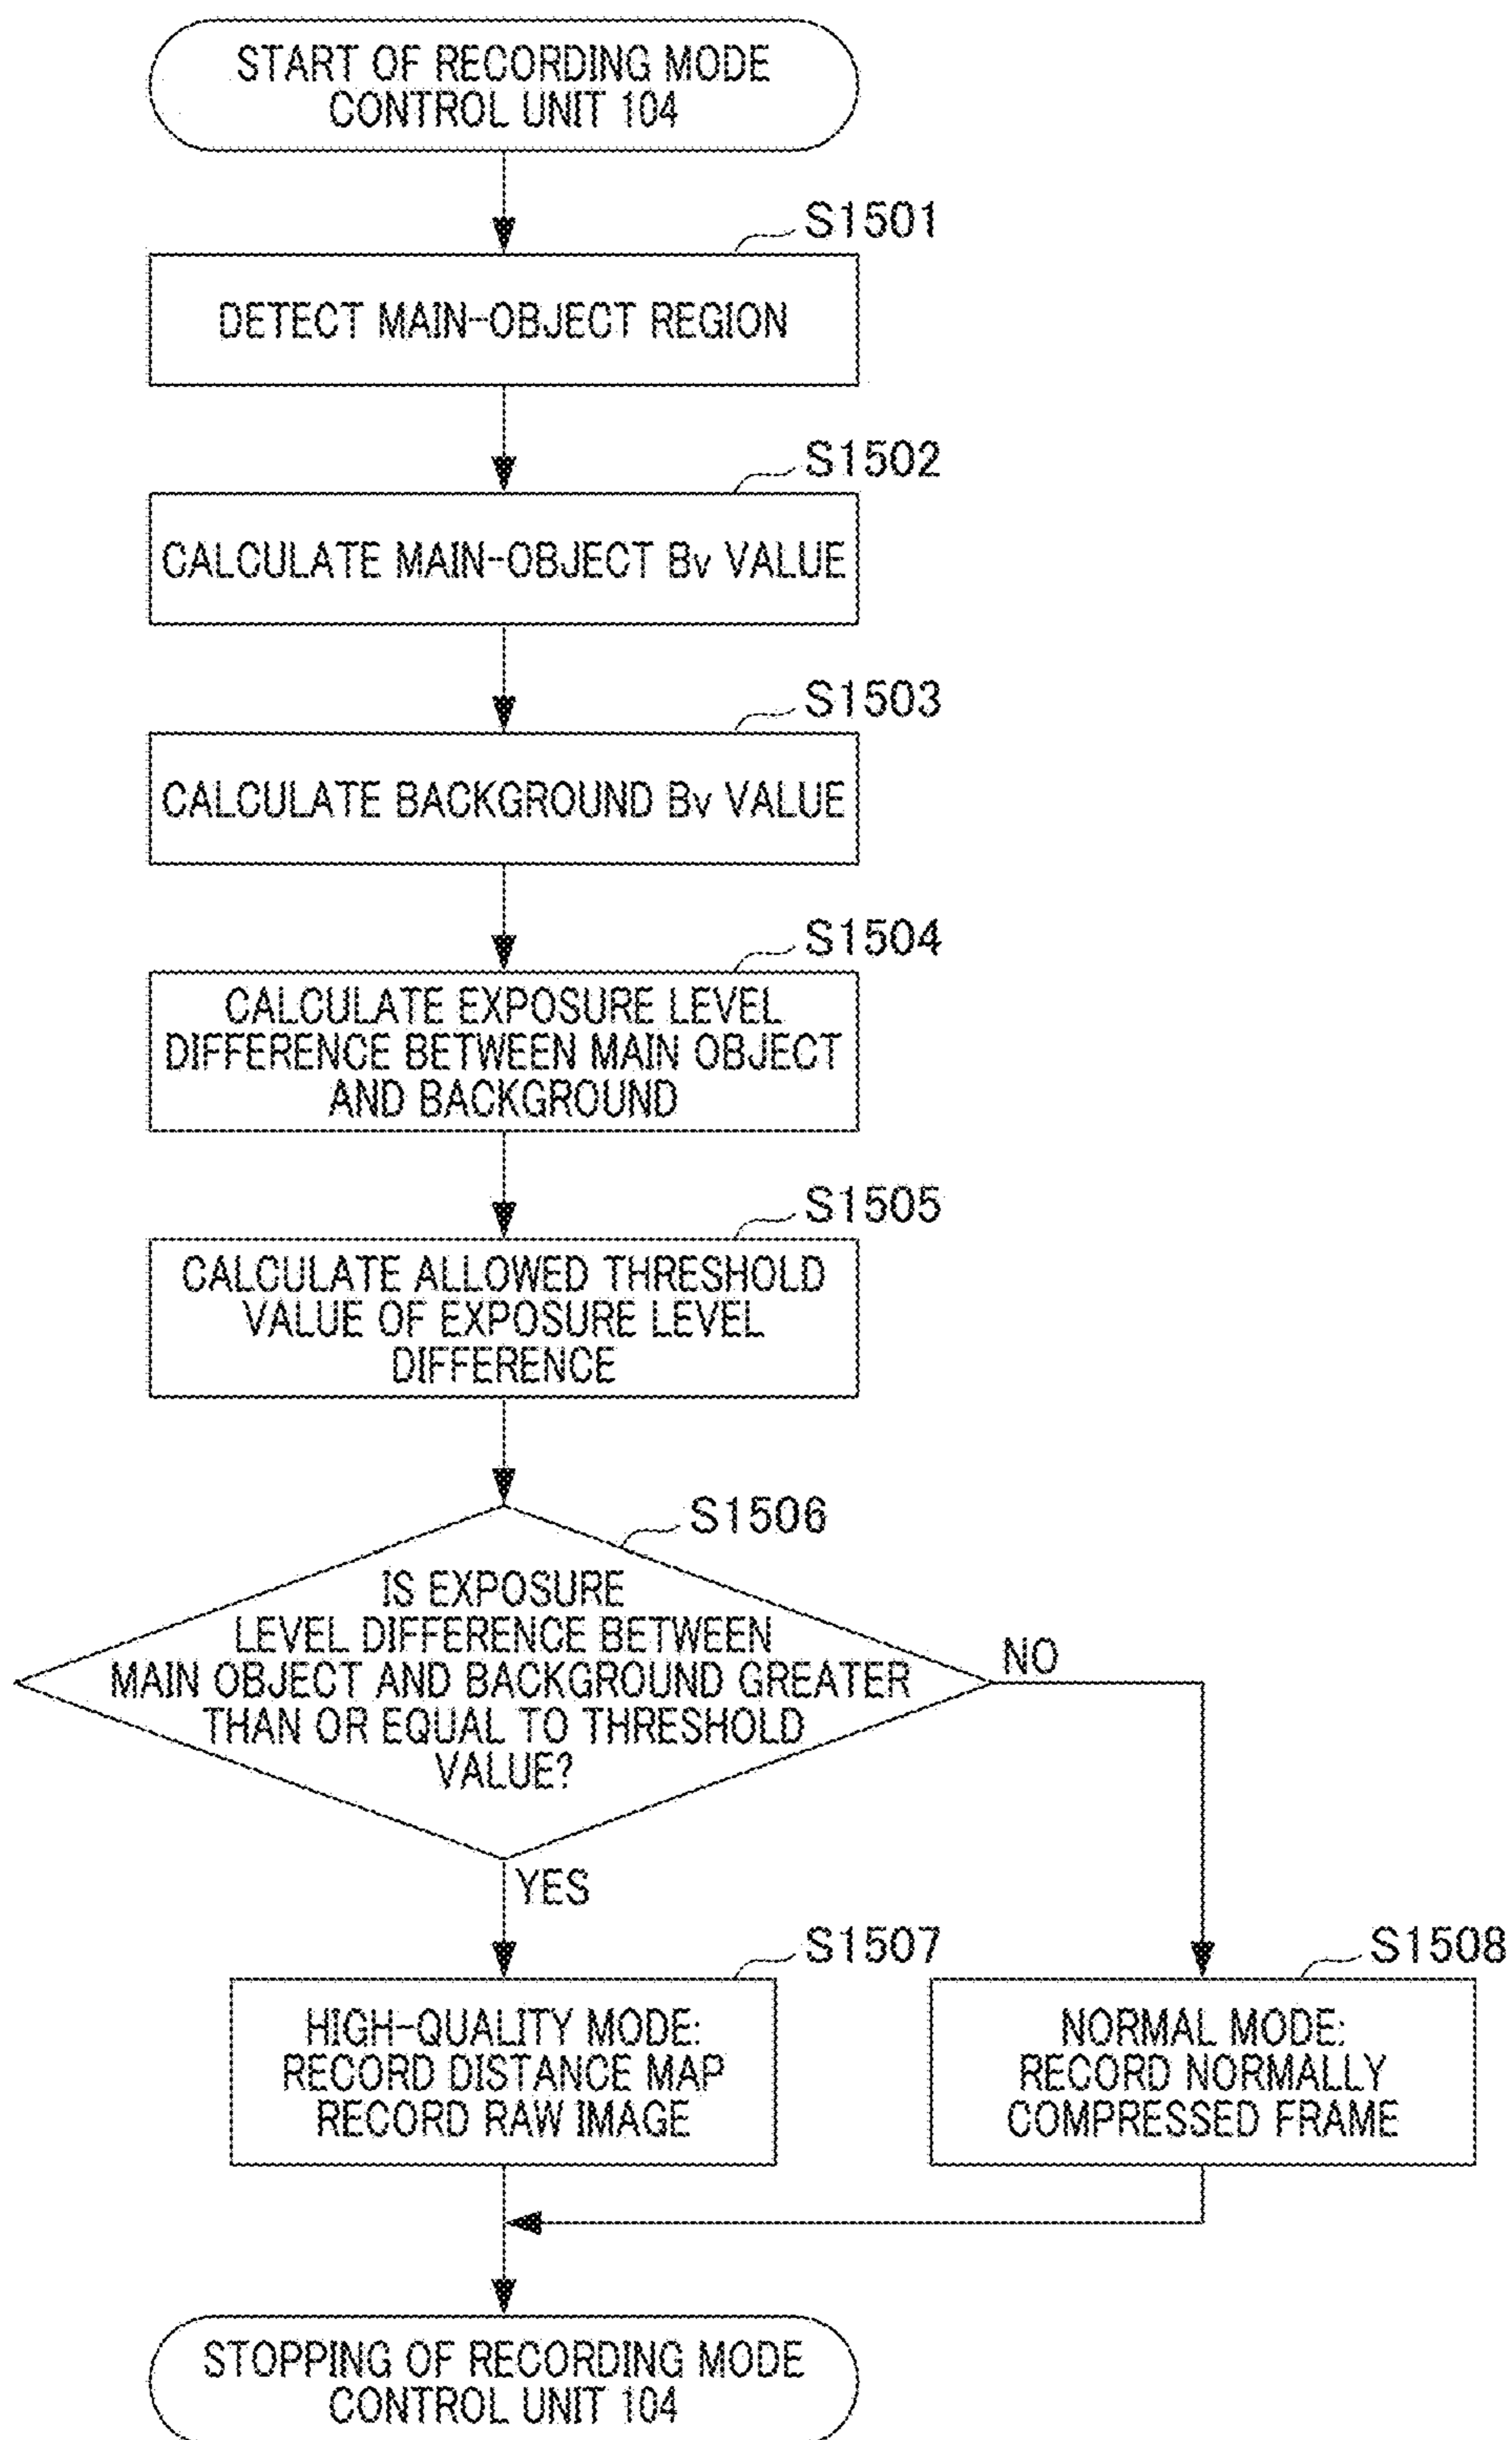 START OF RECORDING MODE
CONTROL UNIT 104
S1501
DETECT MAIN-OBJECT REGION
S1502
CALCULATE MAIN-OBJECT Bv VALUE
S1503
CALCULATE BACKGROUND Bv VALUE
S1504
CALCULATE EXPOSURE LEVEL
DIFFERENCE BETWEEN MAIN OBJECT
AND BACKGROUND
S1505
CALCULATE ALLOWED THRESHOLD
VALUE OF EXPOSURE LEVEL
DIFFERENCE
S1506
IS EXPOSURE
LEVEL DIFFERENCE BETWEEN
MAIN OBJECT AND BACKGROUND GREATER
THAN OR EQUAL TO THRESHOLD
VALUE?
NO
YES
S1507
HIGH-QUALITY MODE:
RECORD DISTANCE MAP
RECORD RAW IMAGE
S1508
NORMAL MODE:
RECORD NORMALLY
COMPRESSED FRAME
STOPPING OF RECORDING MODE
CONTROL UNIT 104